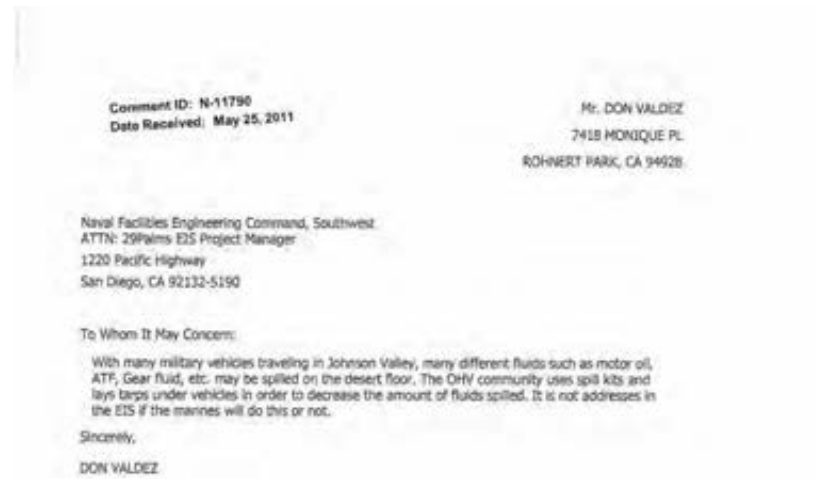 Comment ID: N-11790
Date Received: May 25, 2011
Mr. DON VALDEZ
7418 MONIQUE PL
ROHNERT PARK, CA 94928
Naval Facilities Engineering Command, Southwest
ATTN: 29Palms EIS Project Manager
1220 Pacific Highway
San Diego, CA 92132-5190
To Whom It May Concern:
With many military vehicles traveling in Johnson Valley, many different fluids such as motor oil,
ATF, Gear fluid, etc. may be spilled on the desert floor. The OHV community uses spill kits and
lays tarps under vehicles in order to decrease the amount of fluids spilled. It is not addresses in
the EIS if the marines will do this or not.
Sincerely,
DON VALDEZ